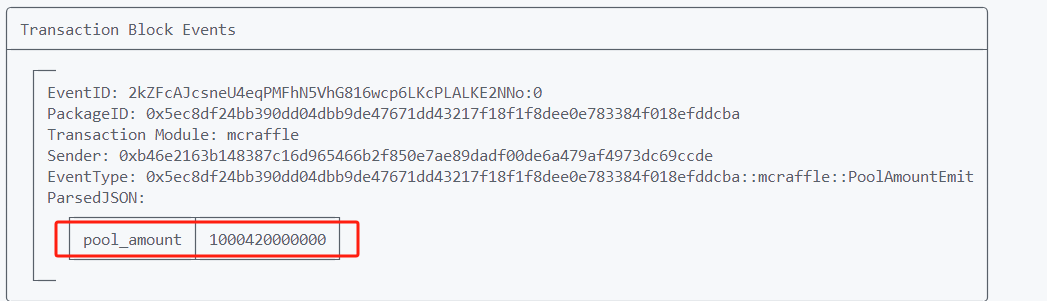 Transaction Block Events
EventID: 2kZFcAJcsneU4eqPMFhN5VhG816wcp6LKcPLALKE2NNo:0
PackageID: 0x5ec8df24bb390dd04dbb9de47671dd43217f18f1f8dee0e783384f018efddcba
Transaction Module: mcraffle
Sender: 0xb46e2163b148387c16d965466b2f850e7ae89dadf00de6a479af4973dc69ccde
EventType: 0x5ec8df24bb390dd04dbb9de47671dd43217f18f1f8dee0e783384f018efddcba::mcraffle::PoolAmountEmit
ParsedJSON:
pool_amount 1000420000000